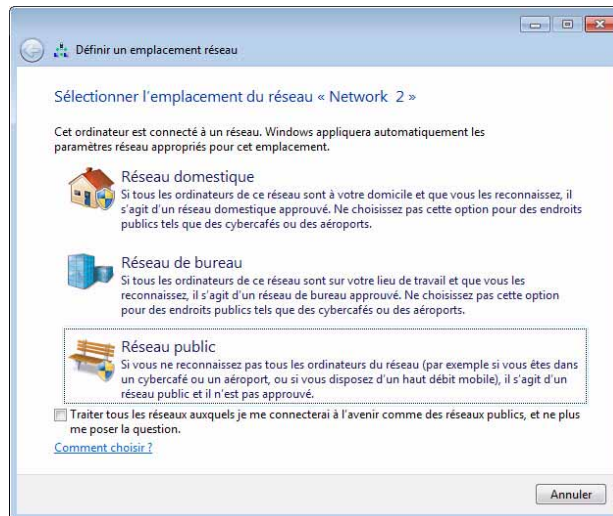 Définir un emplacement réseau
Sélectionner l'emplacement du réseau « Network 2 »
Cet ordinateur est connecté à un réseau. Windows appliquera automatiquement les
paramètres réseau appropriés pour cet emplacement.
Réseau domestique
Si tous les ordinateurs de ce réseau sont à votre domicile et que vous les reconnaissez, il
s'agit d'un réseau domestique approuvé. Ne choisissez pas cette option pour des endroits
publics tels que des cybercafés ou des aéroports.
Réseau de bureau
Si tous les ordinateurs de ce réseau sont sur votre lieu de travail et que vous les
reconnaissez, il s'agit d'un réseau de bureau approuvé. Ne choisissez pas cette option
pour des endroits publics tels que des cybercafés ou des aéroports.
Réseau public
Si vous ne reconnaissez pas tous les ordinateurs du réseau (par exemple si vous êtes dans
un cybercafé ou un aéroport, ou si vous disposez d'un haut débit mobile), il s'agit d'un
réseau public et il n'est pas approuvé.
Traiter tous les réseaux auxquels je me connecterai à l'avenir comme des réseaux publics, et ne plus
me poser la question.
Comment choisir ?
Annuler